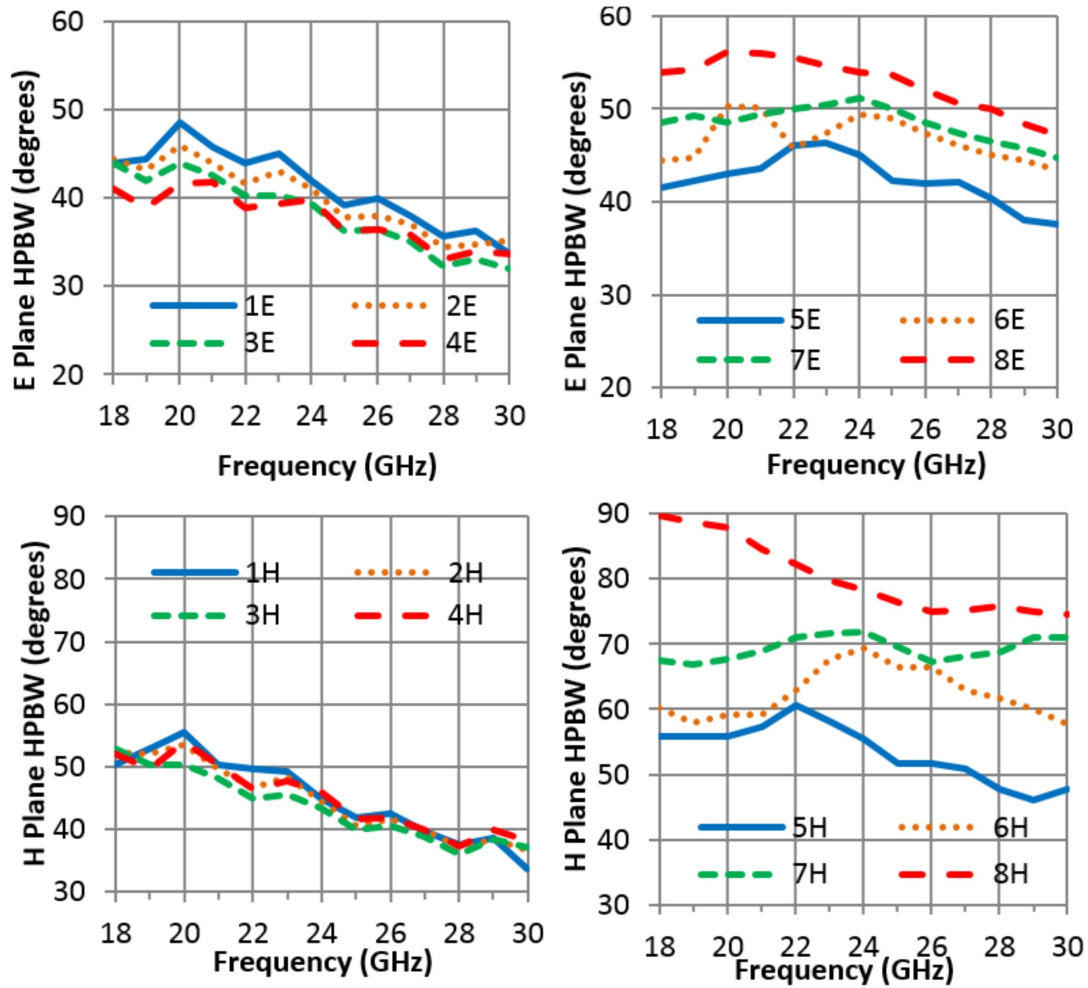 E Plane HPBW (degrees)
60
50
40
30
20
1E 2E
3E 4E
18 20 22 24 26 28 30
Frequency (GHz)
E Plane HPBW (degrees)
60
50
40
30
20
5E 6E
7E 8E
18 20 22 24 26 28 30
Frequency (GHz)
H Plane HPBW (degrees)
90
80
70
60
50
40
30
1H 2H
3H 4H
18 20 22 24 26 28 30
Frequency (GHz)
H Plane HPBW (degrees)
90
80
70
60
50
40
30
5H 6H
7H 8H
18 20 22 24 26 28 30
Frequency (GHz)